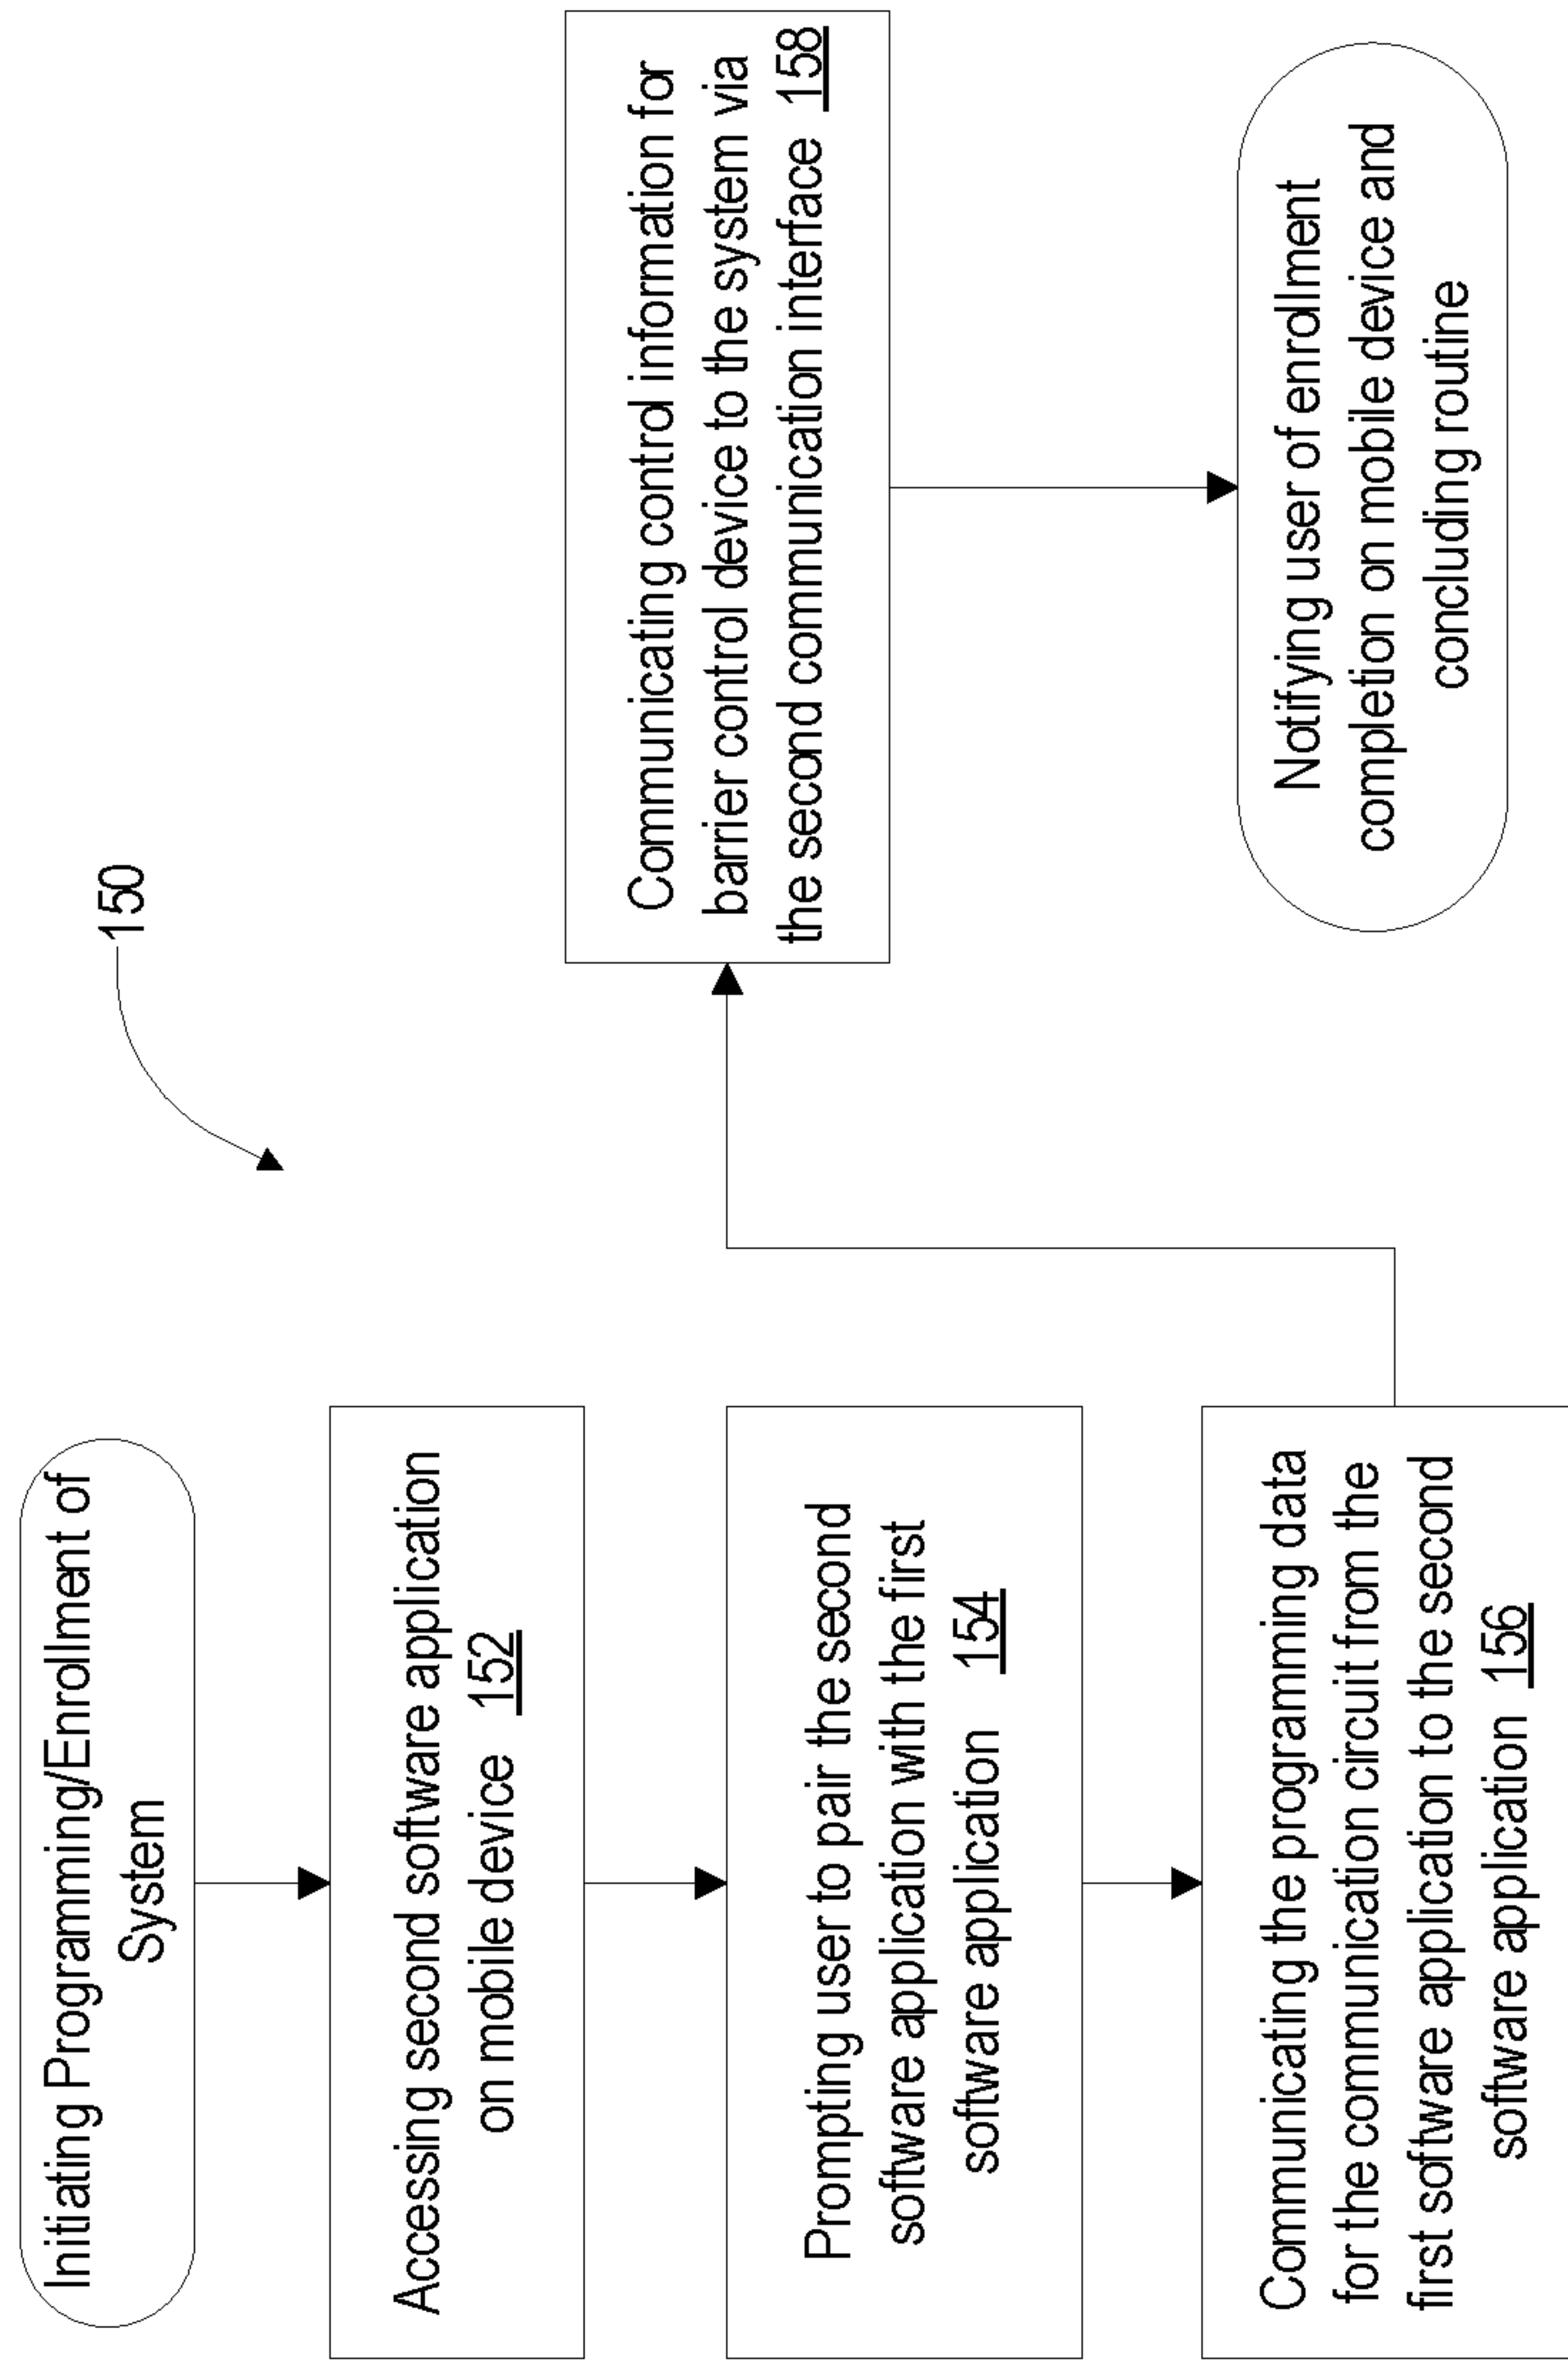 150
Initiating Programming/Enrollment of
System
Accessing second software application
on mobile device 152
Prompting user to pair the second
software application with the first
software application 154
Communicating the programming data
for the communication circuit from the
first software application to the second
software application 156
Communicating control information for
barrier control device to the system via
the second communication interface 158
Notifying user of enrollment
completion on mobile device and
concluding routine